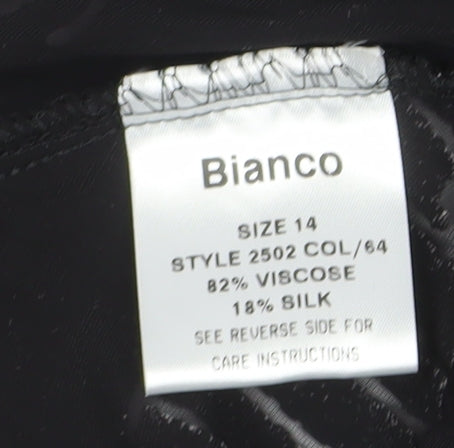 Bianco
SIZE 14
STYLE 2502 COL/64
82% VISCOSE
18% SILK
SEE REVERSE SIDE FOR
CARE INSTRUCTIONS